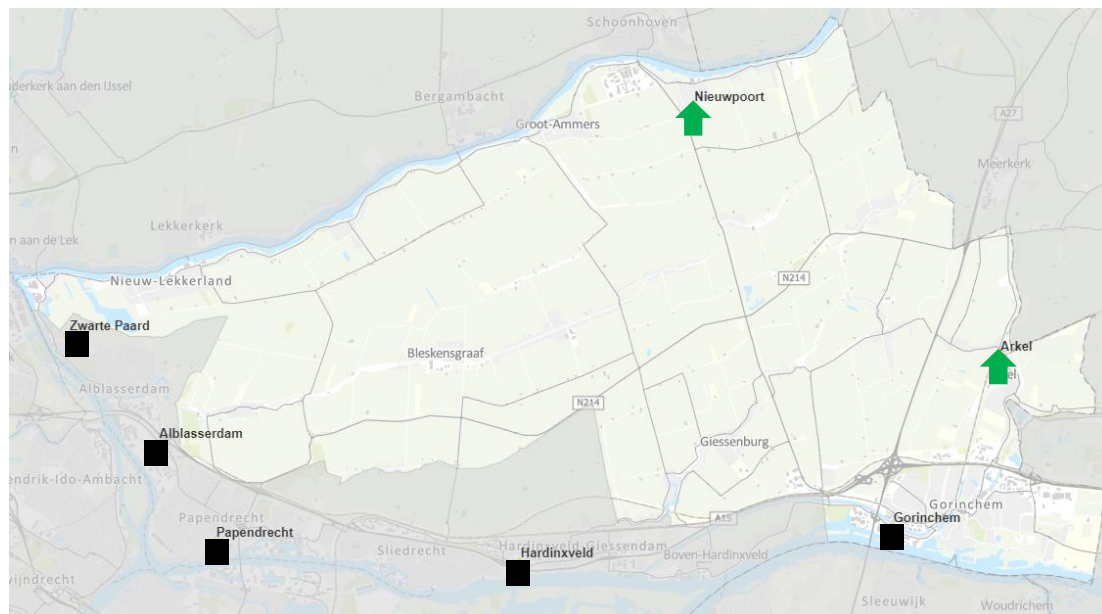 Schoonhoven
derkerk aan den IJssel
Bergambacht
Nieuwpoort
Groot-Ammers
A27
Meerkerk
Lekkerkerk
n aan de Lek
Nieuw-Lekkerland
N214
Zwarte Paard
Arkel
Bleskensgraaf
el
Alblasserdam
N214
Alblasserdam
Giessenburg
endrik-Ido-Ambacht
Gorinchem
Papendrecht
A15
Gorinchem
Papendrecht
Sliedrecht
Hardinxveld-Giessendam
Hardinxveld
Boven-Hardinxveld
wijndrecht
Sleeuwijk
Woudrichem